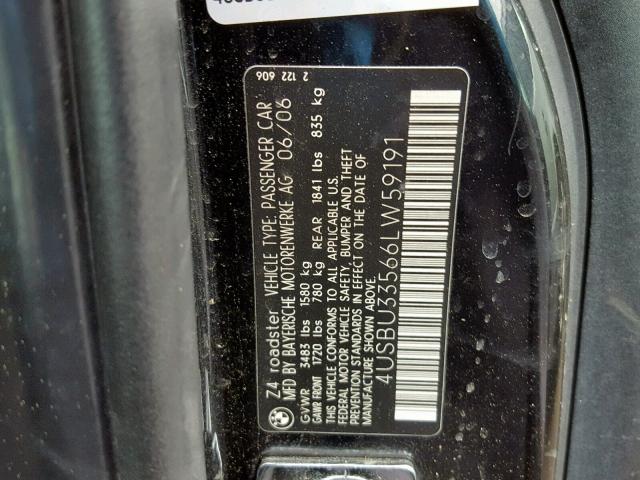 Z4 roadster VEHICLE TYPE: PASSENGER CAR
MFD BY BAYERISCHE MOTORENWERKE AG 06/06
GVWR 3483 lbs 1580 kg
GAWR FRONT 1720 lbs 780 kg REAR 1841 lbs 835 kg
THIS VEHICLE CONFORMS TO ALL APPLICABLE U.S.
FEDERAL MOTOR VEHICLE SAFETY, BUMPER AND THEFT
PREVENTION STANDARDS IN EFFECT ON THE DATE OF
MANUFACTURE SHOWN ABOVE.
4USBU33566LW59191
2 122 606